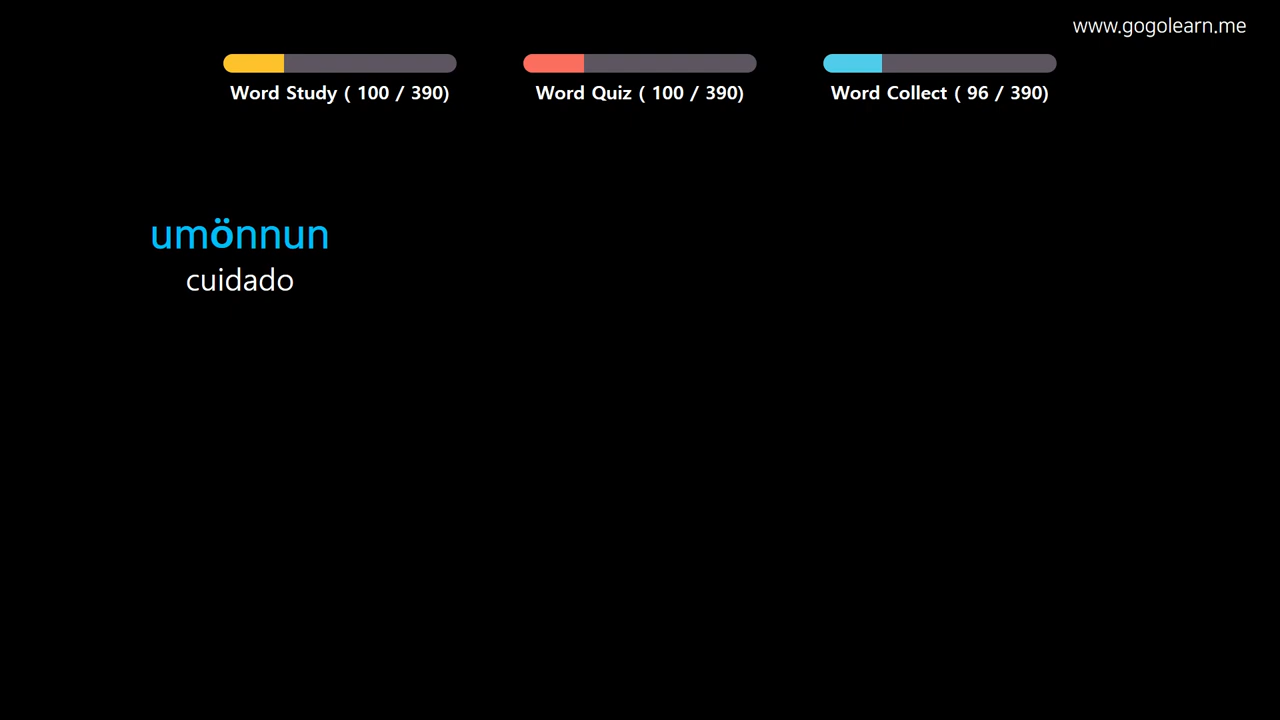 www.gogolearn.me
Word Study ( 100 / 390)
Word Quiz ( 100 / 390)
Word Collect ( 96 / 390)
umönnun
cuidado